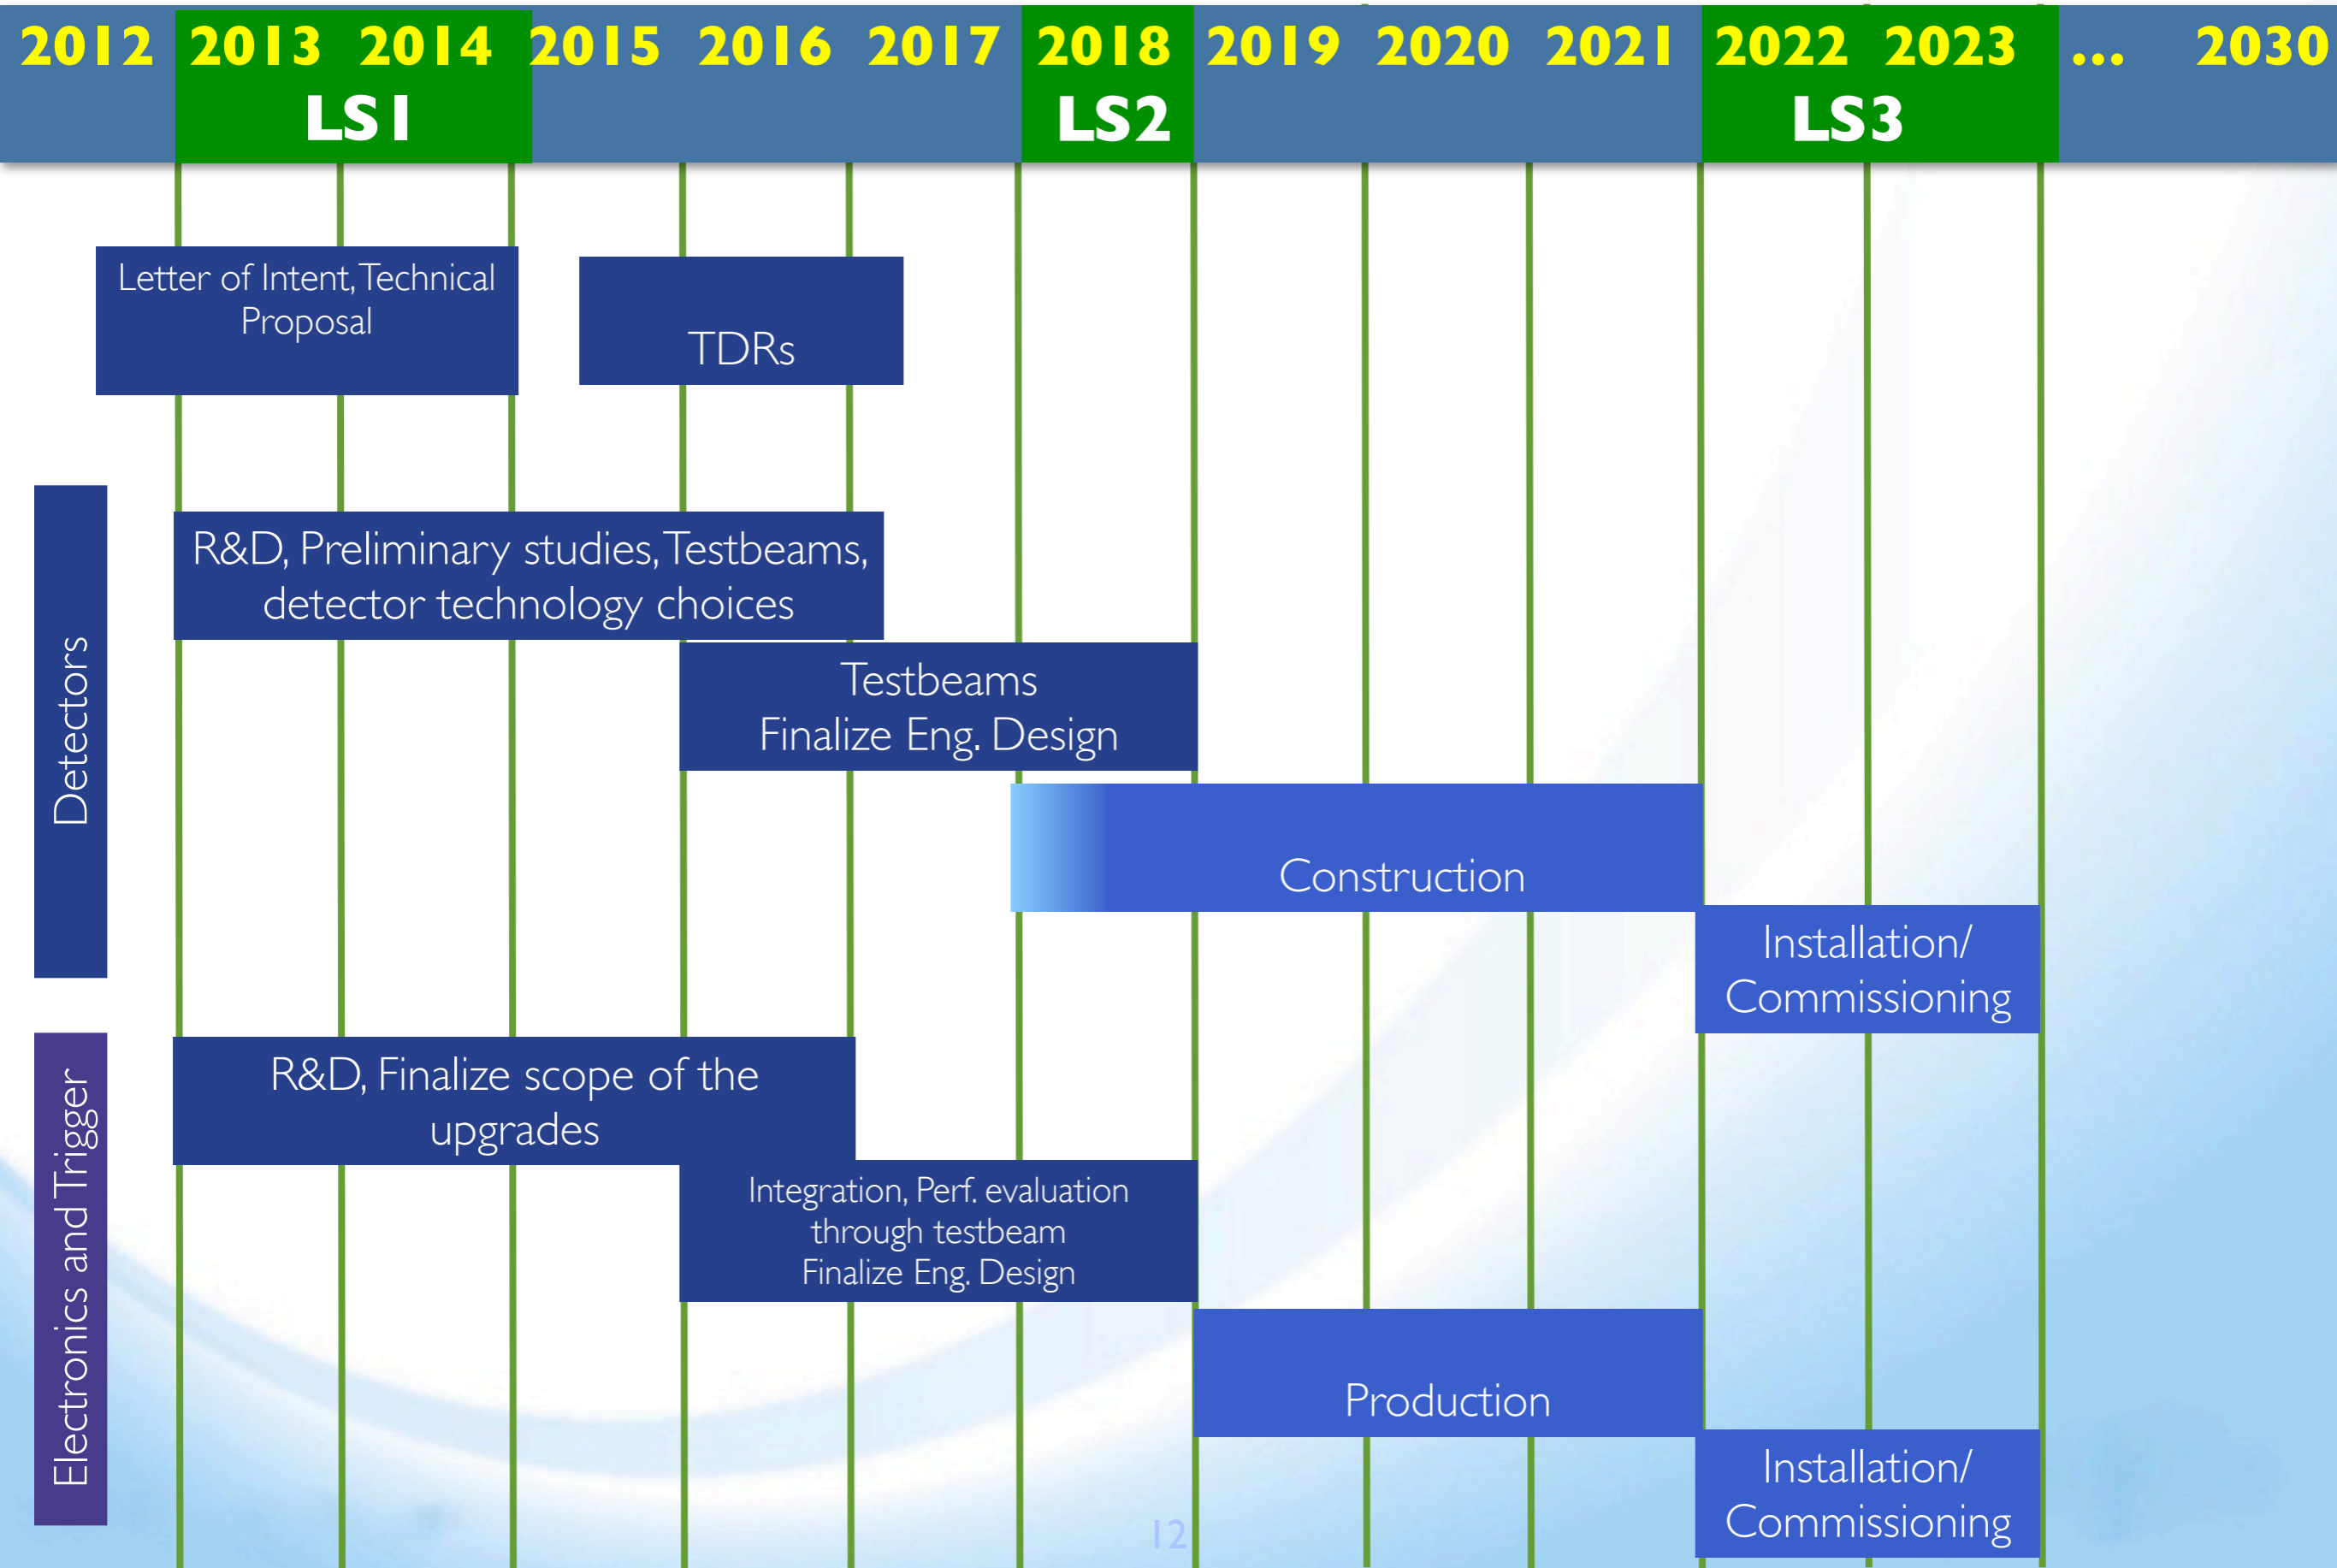 2012 2013 2014 2015 2016 2017 2018 2019 2020 2021 2022 2023 ... 2030
LS1 LS2 LS3
Letter of Intent, Technical
Proposal
TDRs
Detectors
R&D, Preliminary studies, Testbeams,
detector technology choices
Testbeams
Finalize Eng. Design
Construction
Installation/
Commissioning
Electronics and Trigger
R&D, Finalize scope of the
upgrades
Integration, Perf. evaluation
through testbeam
Finalize Eng. Design
Production
Installation/
Commissioning
12